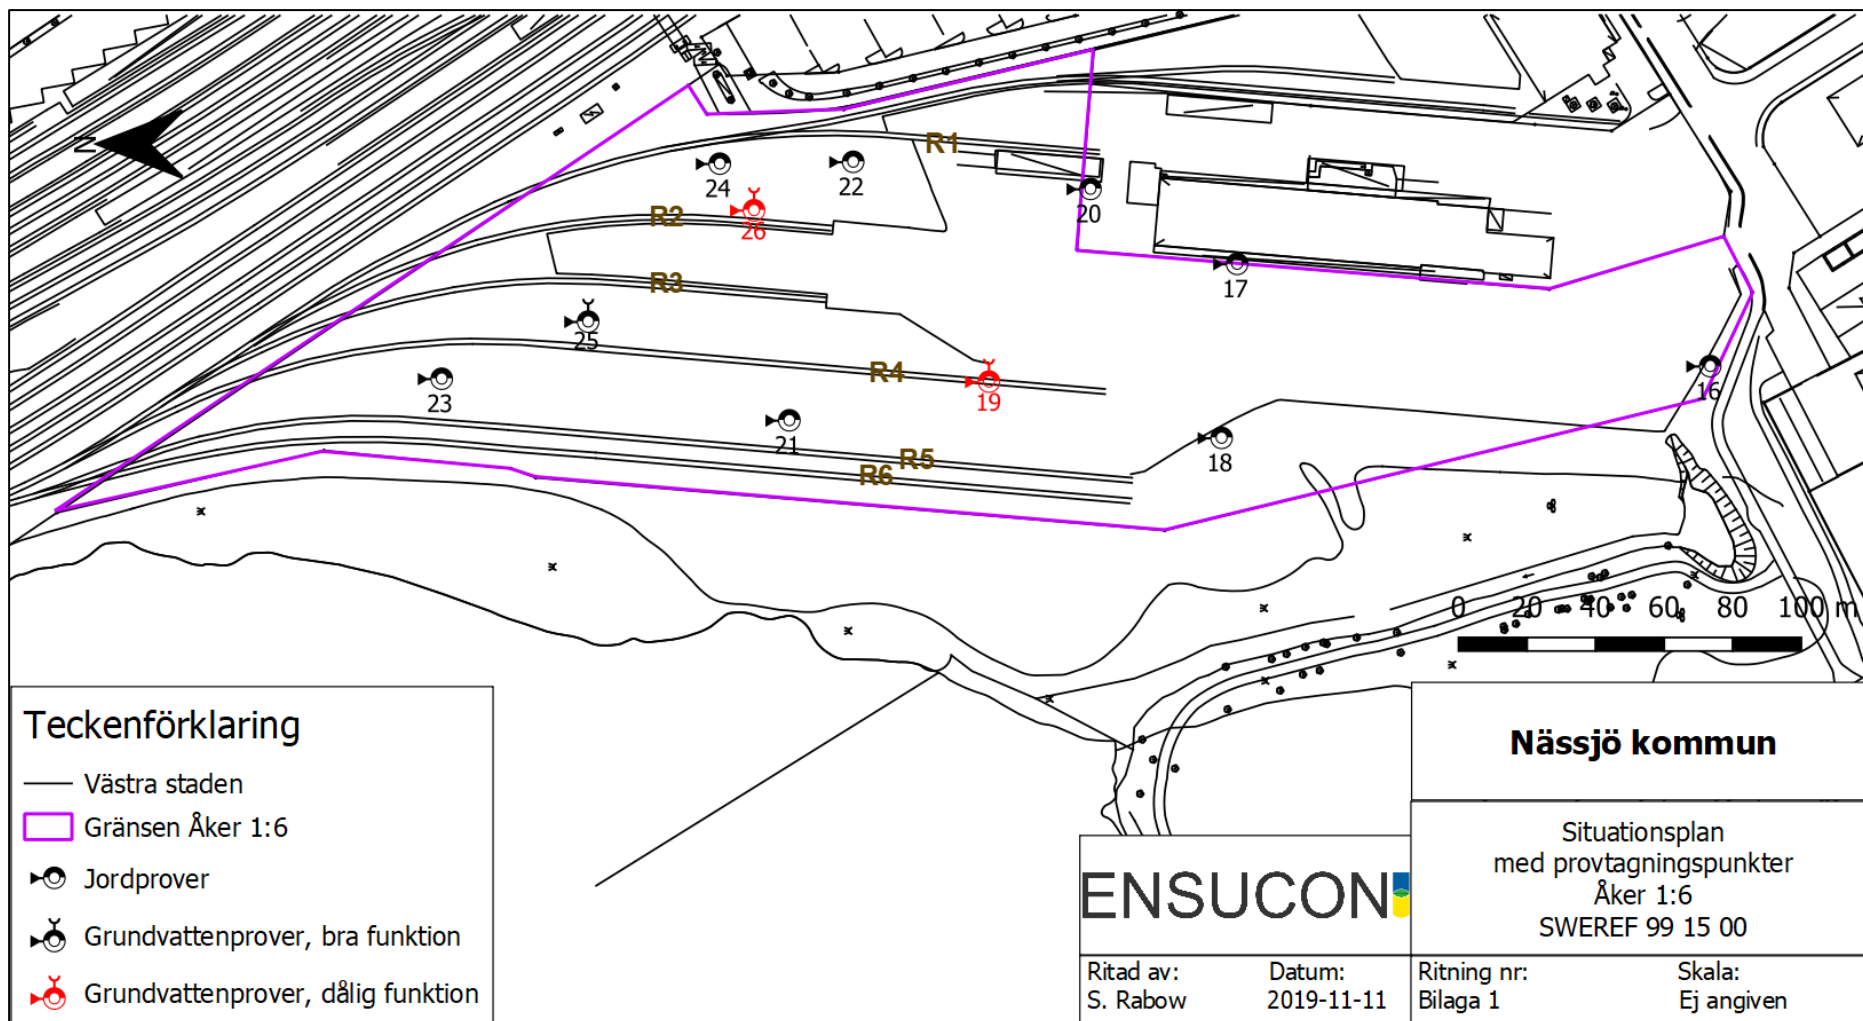 N
R1
24
22
R2
26
20
R3
17
25
R4
23
19
16
21
R5
18
R6
0 20 40 60 80 100 m
Teckenförklaring
Västra staden
Gränsen Åker 1:6
Jordprover
Grundvattenprover, bra funktion
Grundvattenprover, dålig funktion
Nässjö kommun
ENSUCON
Situationsplan
med provtagningspunkter
Åker 1:6
SWEREF 99 15 00
Ritad av:
S. Rabow
Datum:
2019-11-11
Ritning nr:
Bilaga 1
Skala:
Ej angiven